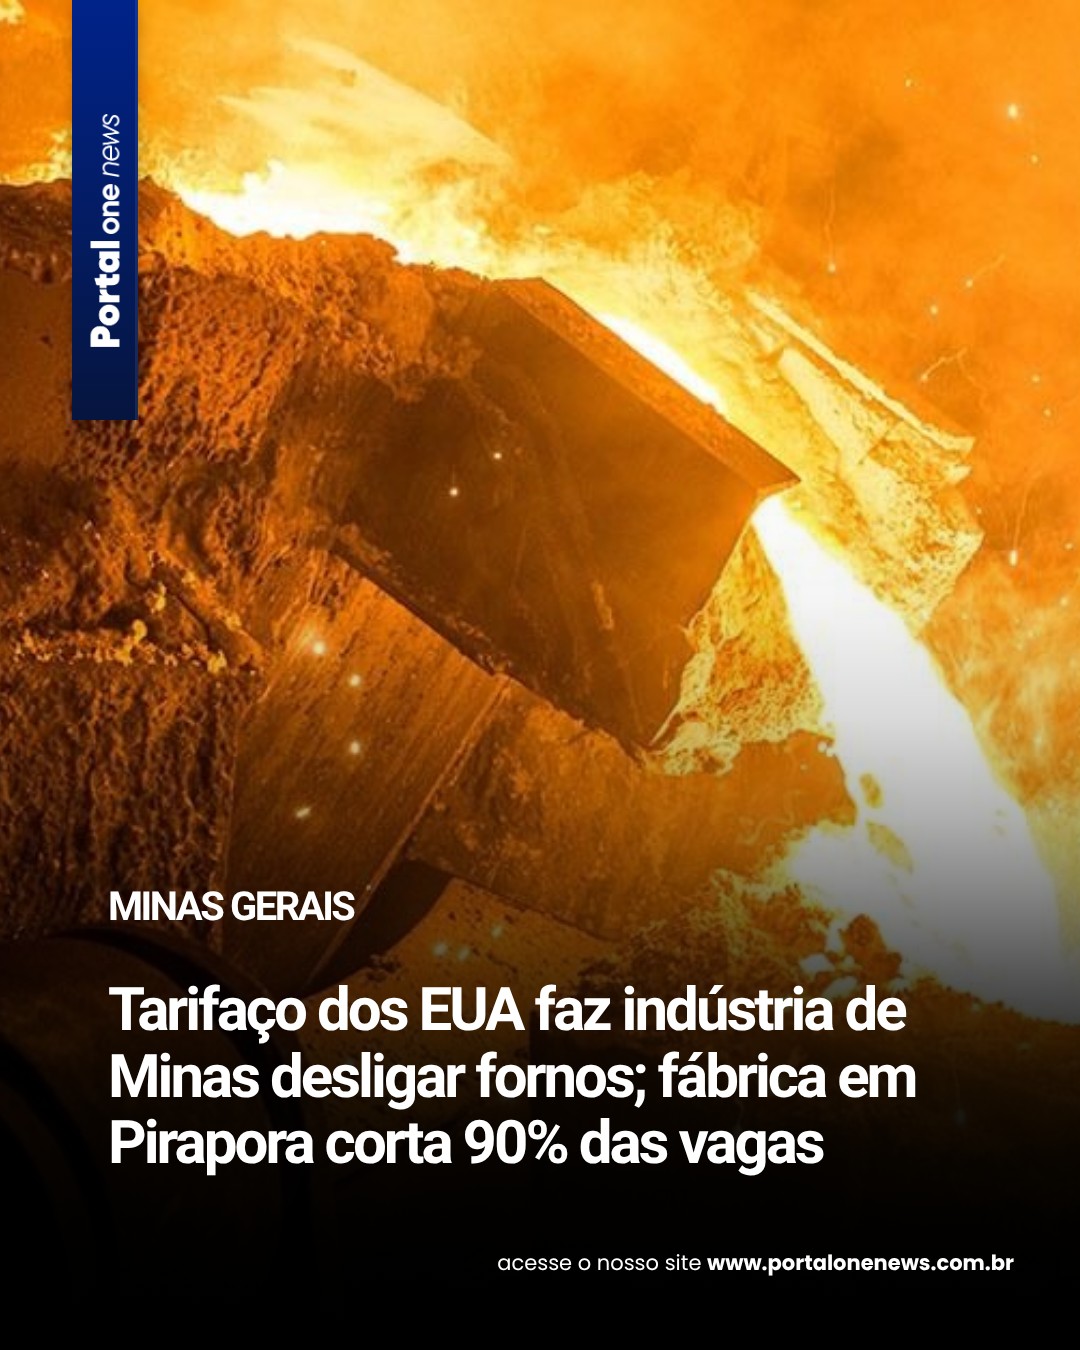 Portal one news
MINAS GERAIS
Tarifaço dos EUA faz indústria de
Minas desligar fornos; fábrica em
Pirapora corta 90% das vagas
acesse o nosso site www.portalonenews.com.br